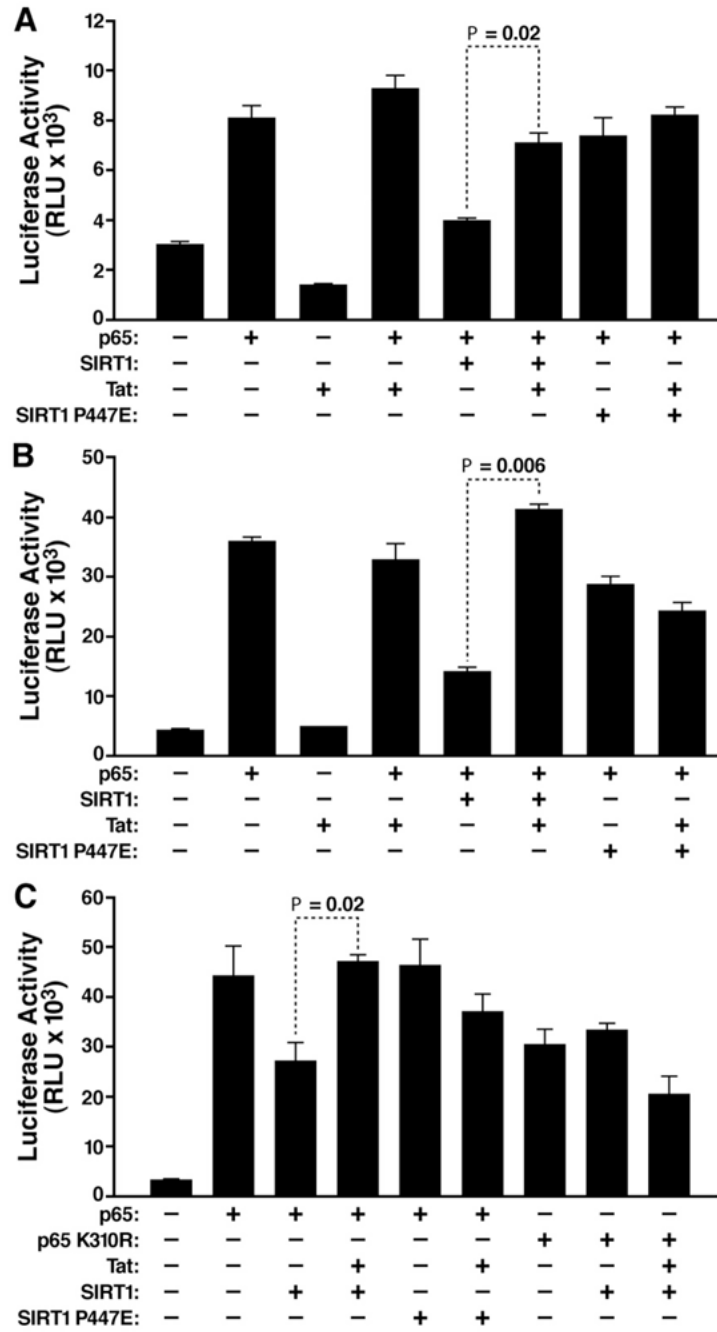 A
P = 0.02
Luciferase Activity
(RLU x 10³)
12
10
8
6
4
2
0
p65: – + – + + + + +
SIRT1: – – – – + + – –
Tat: – – + + – + – +
SIRT1 P447E: – – – – – – + +
B
P = 0.006
Luciferase Activity
(RLU x 10³)
50
40
30
20
10
0
p65: – + – + + + + +
SIRT1: – – – – + + – –
Tat: – – + + – + – +
SIRT1 P447E: – – – – – – + +
C
P = 0.02
Luciferase Activity
(RLU x 10³)
60
50
40
30
20
10
0
p65: – + + + + + – – –
p65 K310R: – – – – – – + + +
Tat: – – – + – + – – +
SIRT1: – – + + – – – + +
SIRT1 P447E: – – – – + + – – –